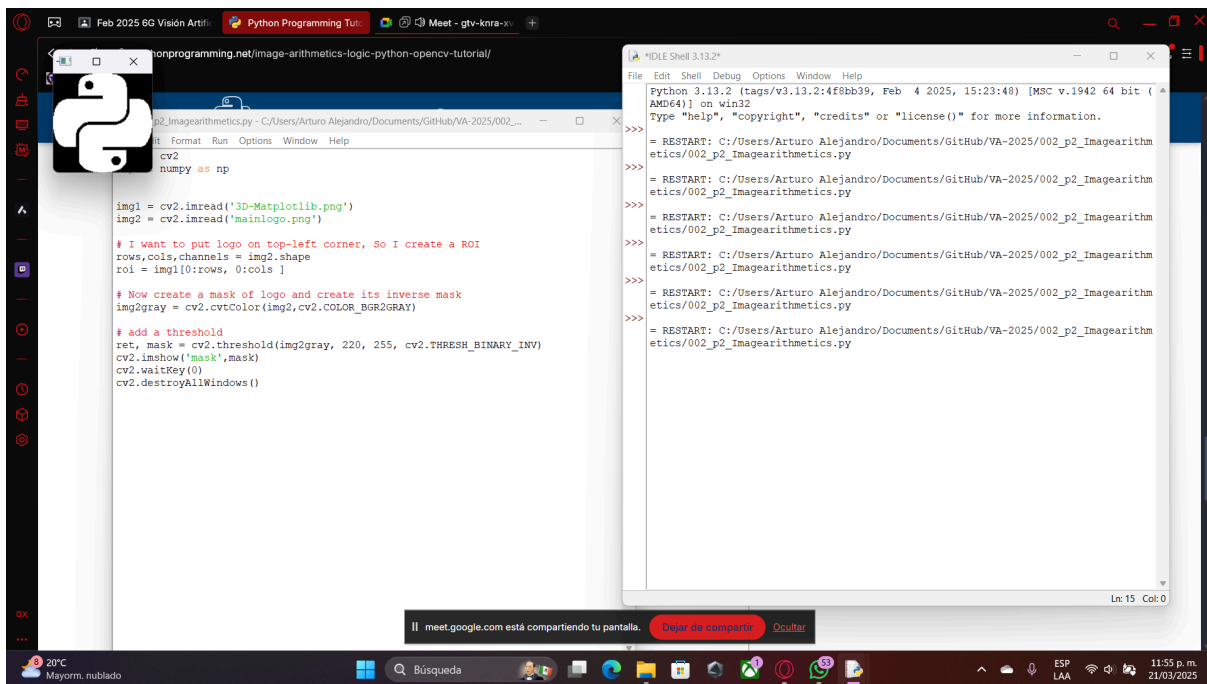 Feb 2025 6G Visión Artific
Python Programming Tuto
Meet - gtv-knra-xv
honprogramming.net/image-arithmetics-logic-python-opencv-tutorial/
p2_Imagearithmetics.py - C:/Users/Arturo Alejandro/Documents/GitHub/VA-2025/002_...
Format Run Options Window Help
cv2
numpy as np
img1 = cv2.imread('3D-Matplotlib.png')
img2 = cv2.imread('mainlogo.png')
# I want to put logo on top-left corner, So I create a ROI
rows,cols,channels = img2.shape
roi = img1[0:rows, 0:cols ]
# Now create a mask of logo and create its inverse mask
img2gray = cv2.cvtColor(img2,cv2.COLOR_BGR2GRAY)
# add a threshold
ret, mask = cv2.threshold(img2gray, 220, 255, cv2.THRESH_BINARY_INV)
cv2.imshow('mask',mask)
cv2.waitKey(0)
cv2.destroyAllWindows()
*IDLE Shell 3.13.2*
File Edit Shell Debug Options Window Help
Python 3.13.2 (tags/v3.13.2:4f8bb39, Feb 4 2025, 15:23:48) [MSC v.1942 64 bit (
AMD64)] on win32
Type "help", "copyright", "credits" or "license()" for more information.
>>>
= RESTART: C:/Users/Arturo Alejandro/Documents/GitHub/VA-2025/002_p2_Imagearithm
etics/002_p2_Imagearithmetics.py
>>>
= RESTART: C:/Users/Arturo Alejandro/Documents/GitHub/VA-2025/002_p2_Imagearithm
etics/002_p2_Imagearithmetics.py
>>>
= RESTART: C:/Users/Arturo Alejandro/Documents/GitHub/VA-2025/002_p2_Imagearithm
etics/002_p2_Imagearithmetics.py
>>>
= RESTART: C:/Users/Arturo Alejandro/Documents/GitHub/VA-2025/002_p2_Imagearithm
etics/002_p2_Imagearithmetics.py
>>>
= RESTART: C:/Users/Arturo Alejandro/Documents/GitHub/VA-2025/002_p2_Imagearithm
etics/002_p2_Imagearithmetics.py
>>>
= RESTART: C:/Users/Arturo Alejandro/Documents/GitHub/VA-2025/002_p2_Imagearithm
etics/002_p2_Imagearithmetics.py
Ln: 15 Col: 0
GX
meet.google.com está compartiendo tu pantalla.
Dejar de compartir
Ocultar
8
20°C
Mayorm. nublado
Búsqueda
1
53
ESP
LAA
11:55 p. m.
21/03/2025